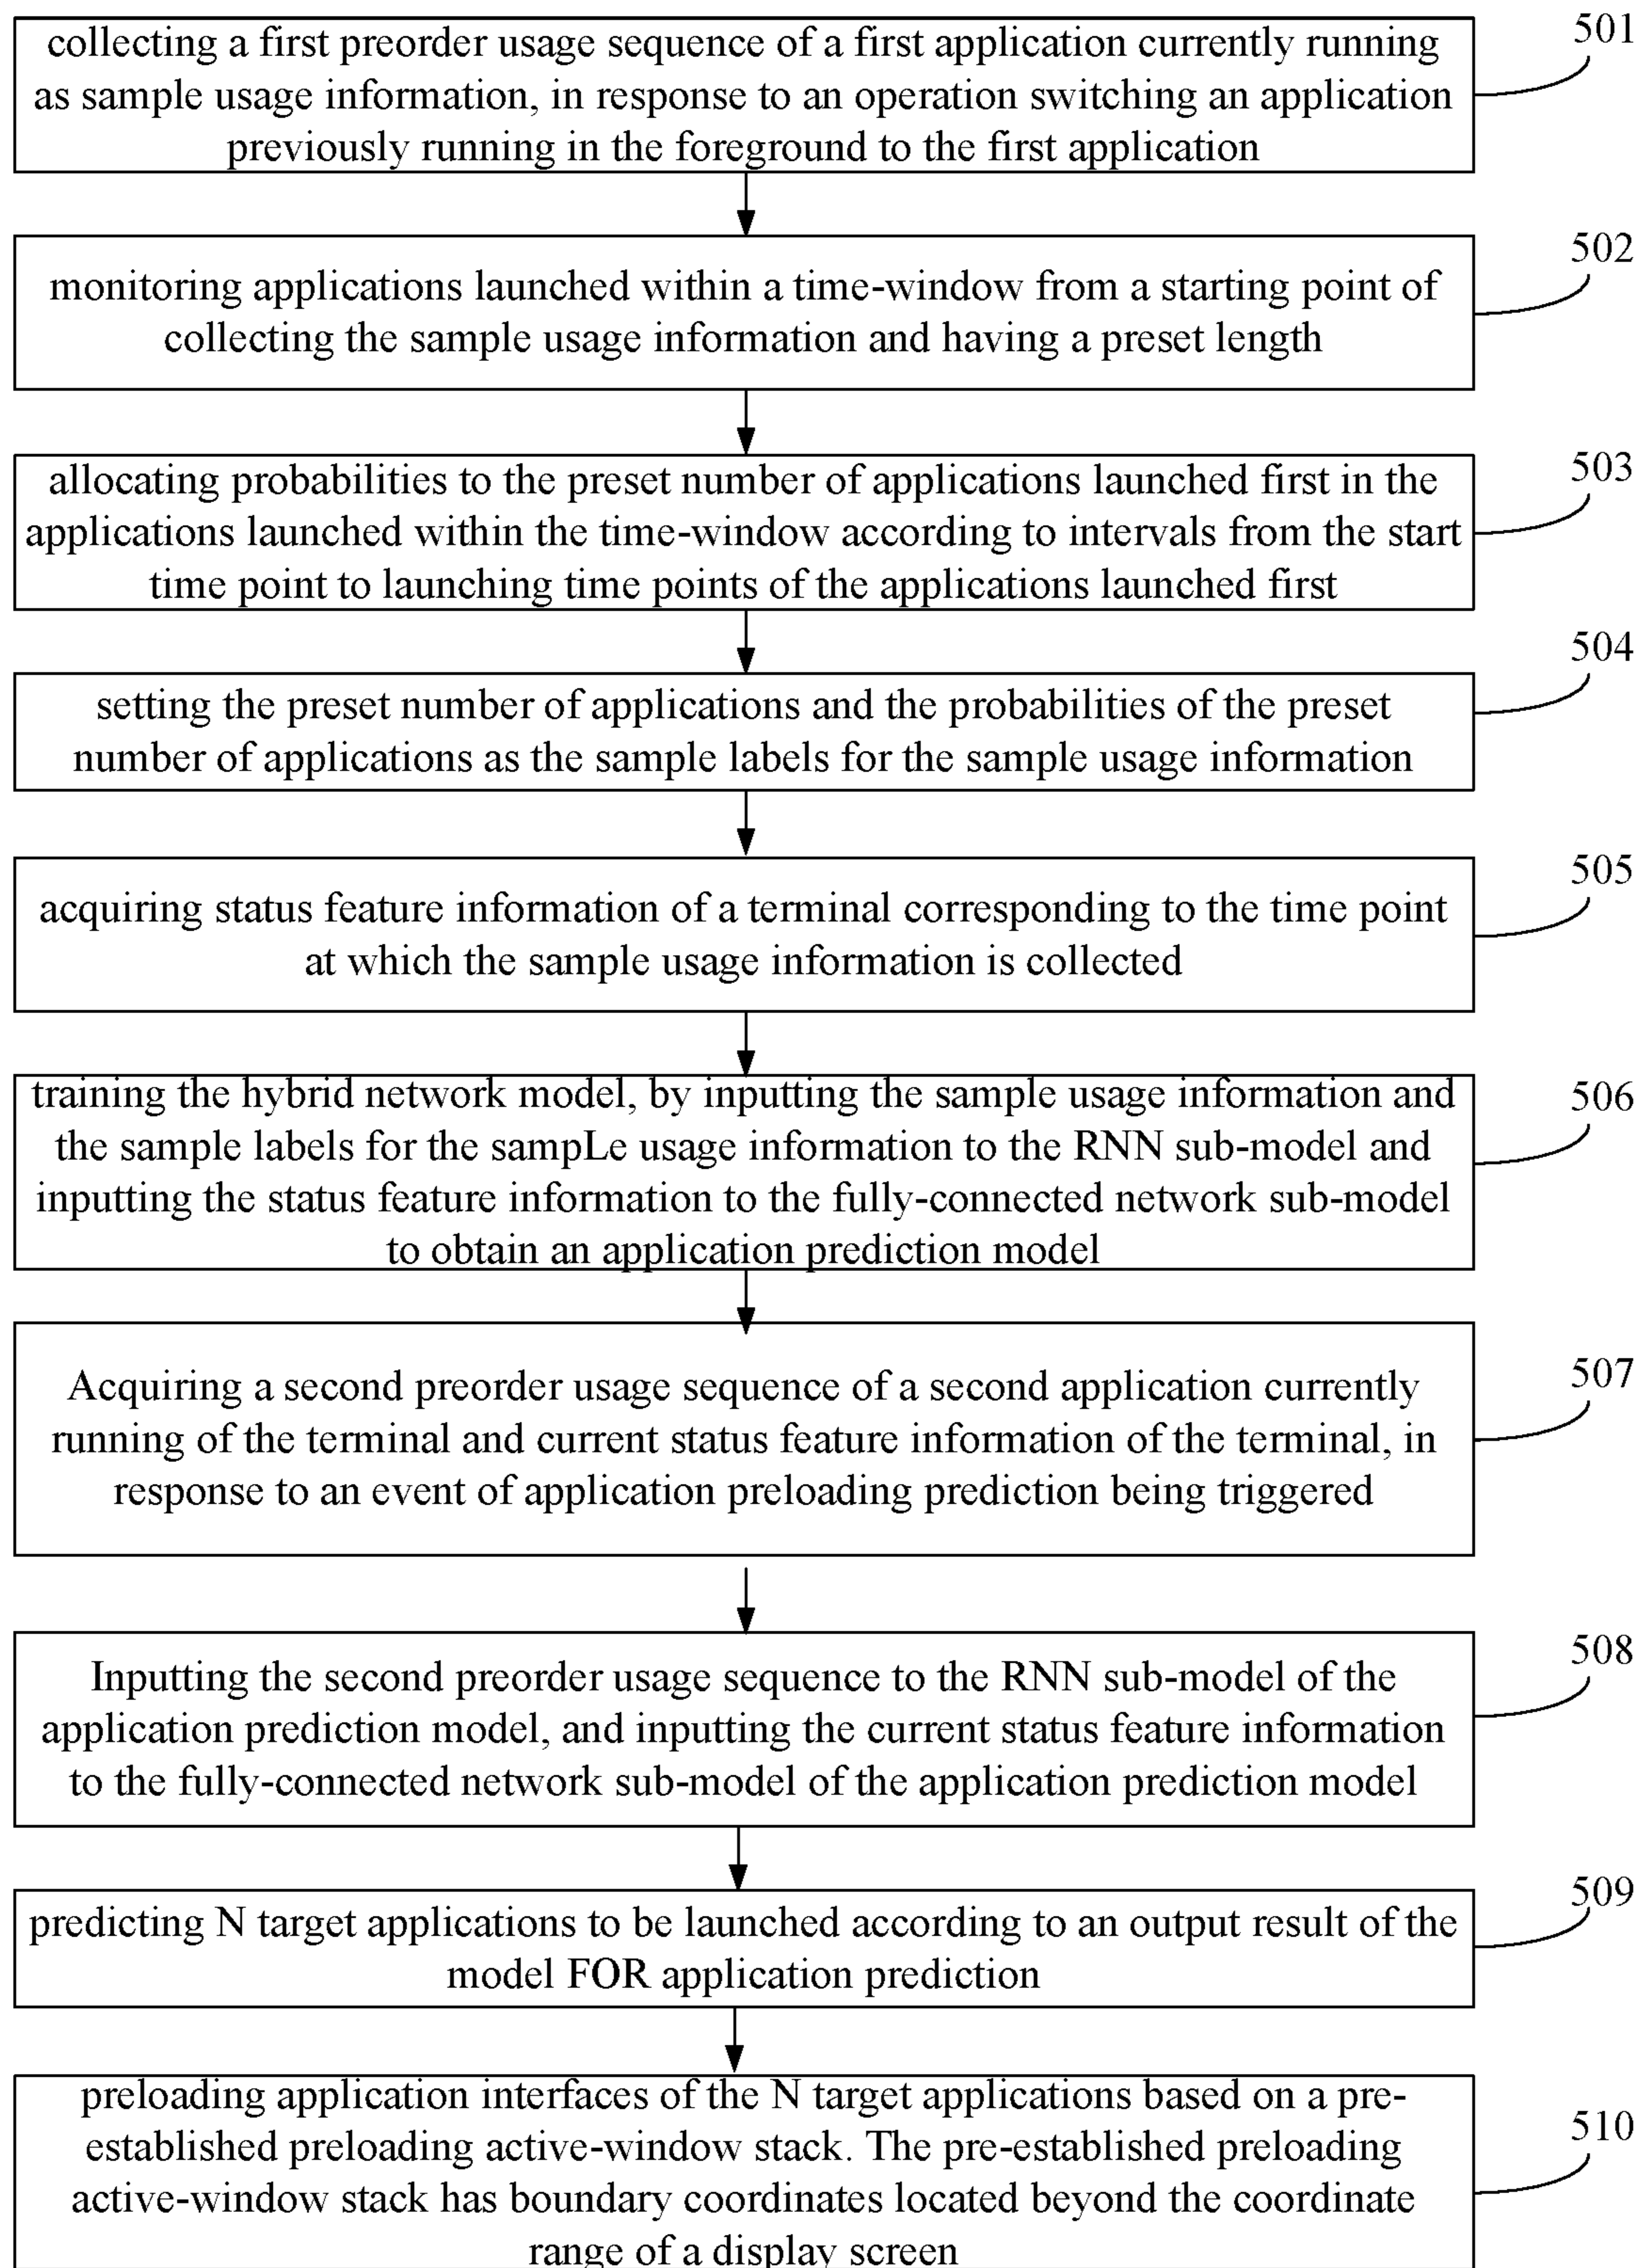 collecting a first preorder usage sequence of a first application currently running
as sample usage information, in response to an operation switching an application
previously running in the foreground to the first application
501
monitoring applications launched within a time-window from a starting point of
collecting the sample usage information and having a preset length
502
allocating probabilities to the preset number of applications launched first in the
applications launched within the time-window according to intervals from the start
time point to launching time points of the applications launched first
503
setting the preset number of applications and the probabilities of the preset
number of applications as the sample labels for the sample usage information
504
acquiring status feature information of a terminal corresponding to the time point
at which the sample usage information is collected
505
training the hybrid network model, by inputting the sample usage information and
the sample labels for the sampLe usage information to the RNN sub-model and
inputting the status feature information to the fully-connected network sub-model
to obtain an application prediction model
506
Acquiring a second preorder usage sequence of a second application currently
running of the terminal and current status feature information of the terminal, in
response to an event of application preloading prediction being triggered
507
Inputting the second preorder usage sequence to the RNN sub-model of the
application prediction model, and inputting the current status feature information
to the fully-connected network sub-model of the application prediction model
508
predicting N target applications to be launched according to an output result of the
model FOR application prediction
509
preloading application interfaces of the N target applications based on a pre-
established preloading active-window stack. The pre-established preloading
active-window stack has boundary coordinates located beyond the coordinate
range of a display screen
510